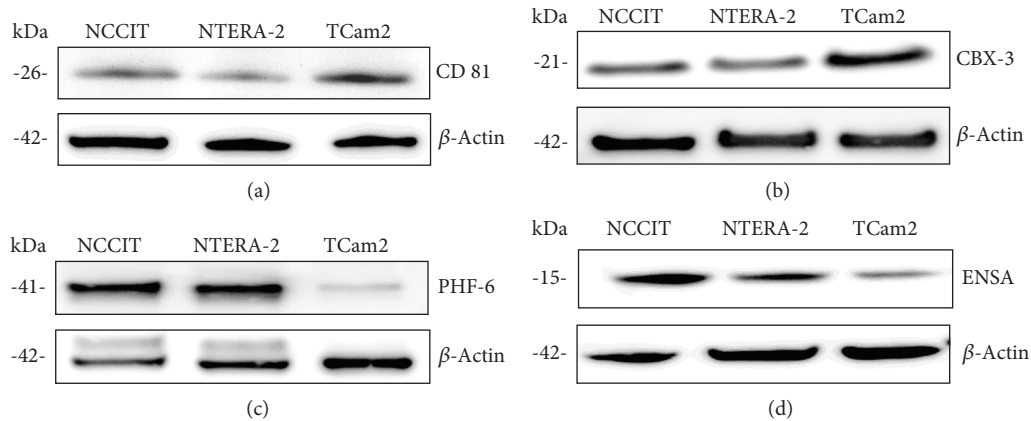 kDa NCCIT NTERA-2 TCam2
-26- CD 81
-42- β-Actin
(a)
kDa NCCIT NTERA-2 TCam2
-21- CBX-3
-42- β-Actin
(b)
kDa NCCIT NTERA-2 TCam2
-41- PHF-6
-42- β-Actin
(c)
kDa NCCIT NTERA-2 TCam2
-15- ENSA
-42- β-Actin
(d)